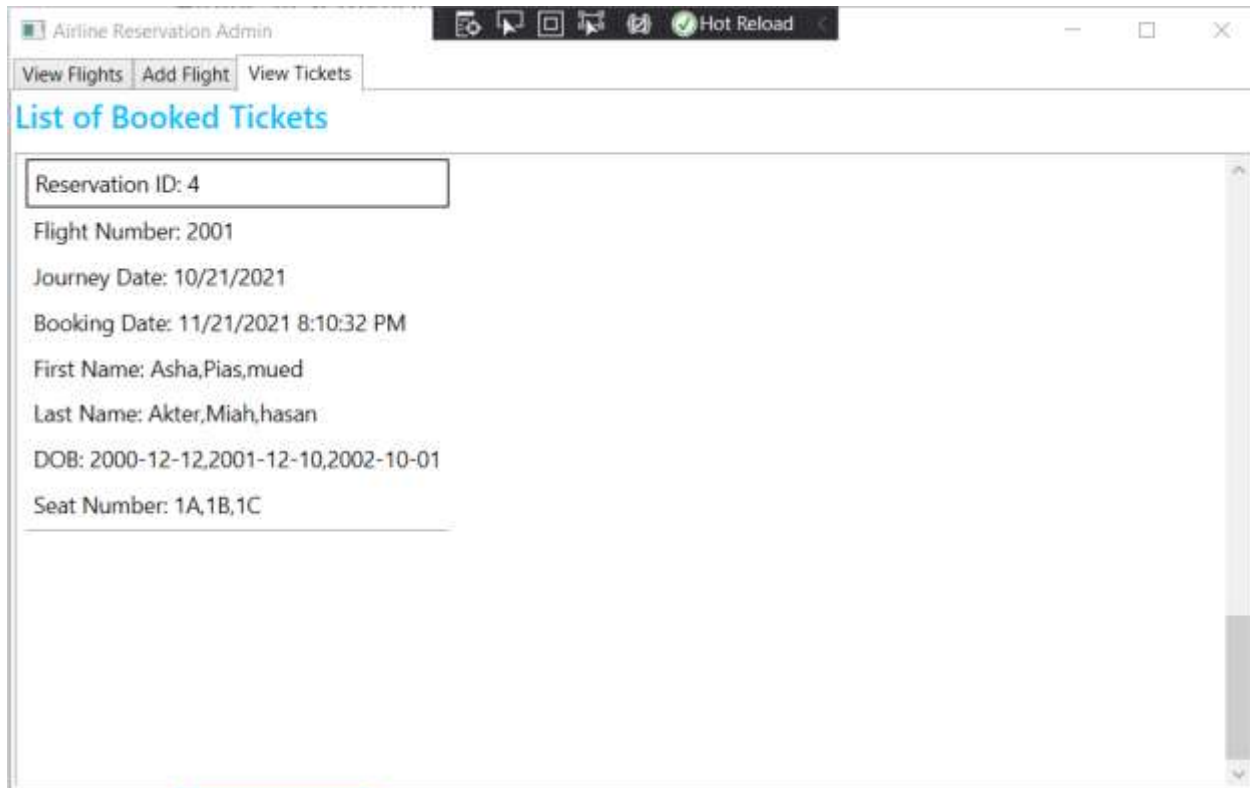 Airline Reservation Admin
Hot Reload
View Flights Add Flight View Tickets
List of Booked Tickets
Reservation ID: 4
Flight Number: 2001
Journey Date: 10/21/2021
Booking Date: 11/21/2021 8:10:32 PM
First Name: Asha,Pias,mued
Last Name: Akter,Miah,hasan
DOB: 2000-12-12,2001-12-10,2002-10-01
Seat Number: 1A,1B,1C